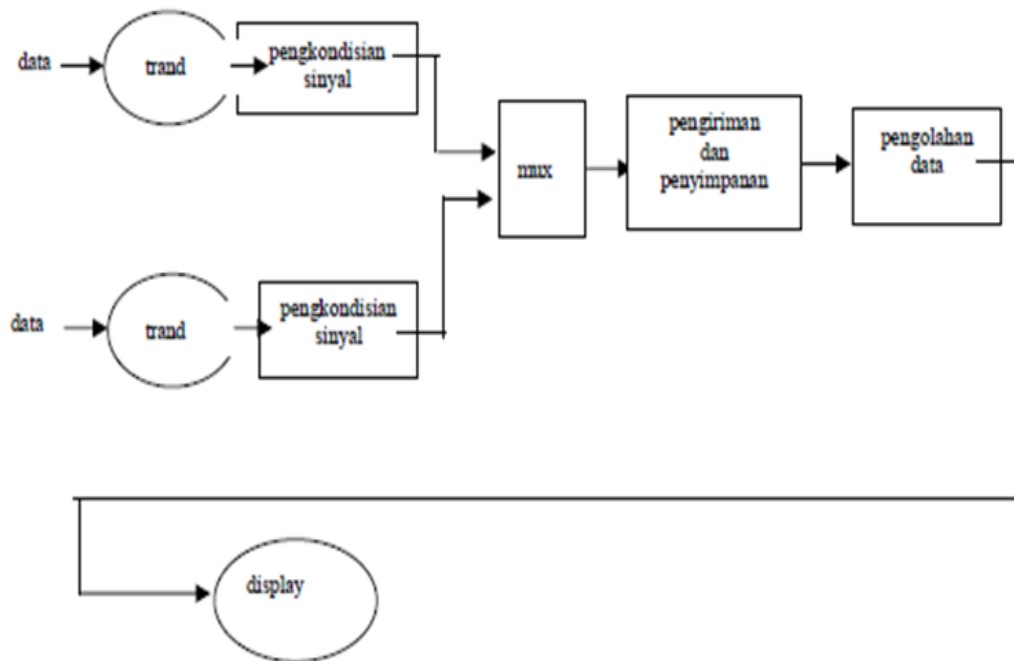 data
trand
pengkondisian
sinyal
mux
pengiriman
dan
penyimpanan
pengolahan
data
data
trand
pengkondisian
sinyal
display